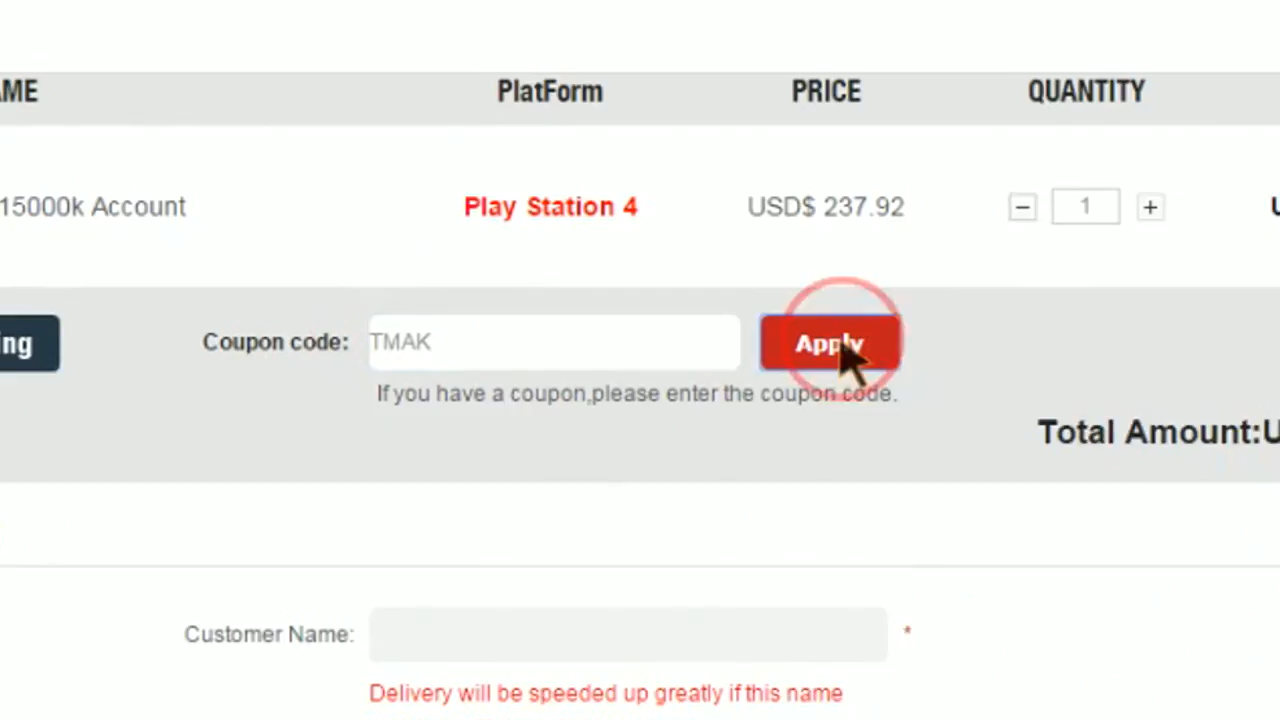 AME PlatForm PRICE QUANTITY
15000k Account Play Station 4 USD$ 237.92 − 1 + U
ing Coupon code: TMAK Apply
If you have a coupon,please enter the coupon code.
Total Amount:U
Customer Name: *
Delivery will be speeded up greatly if this name